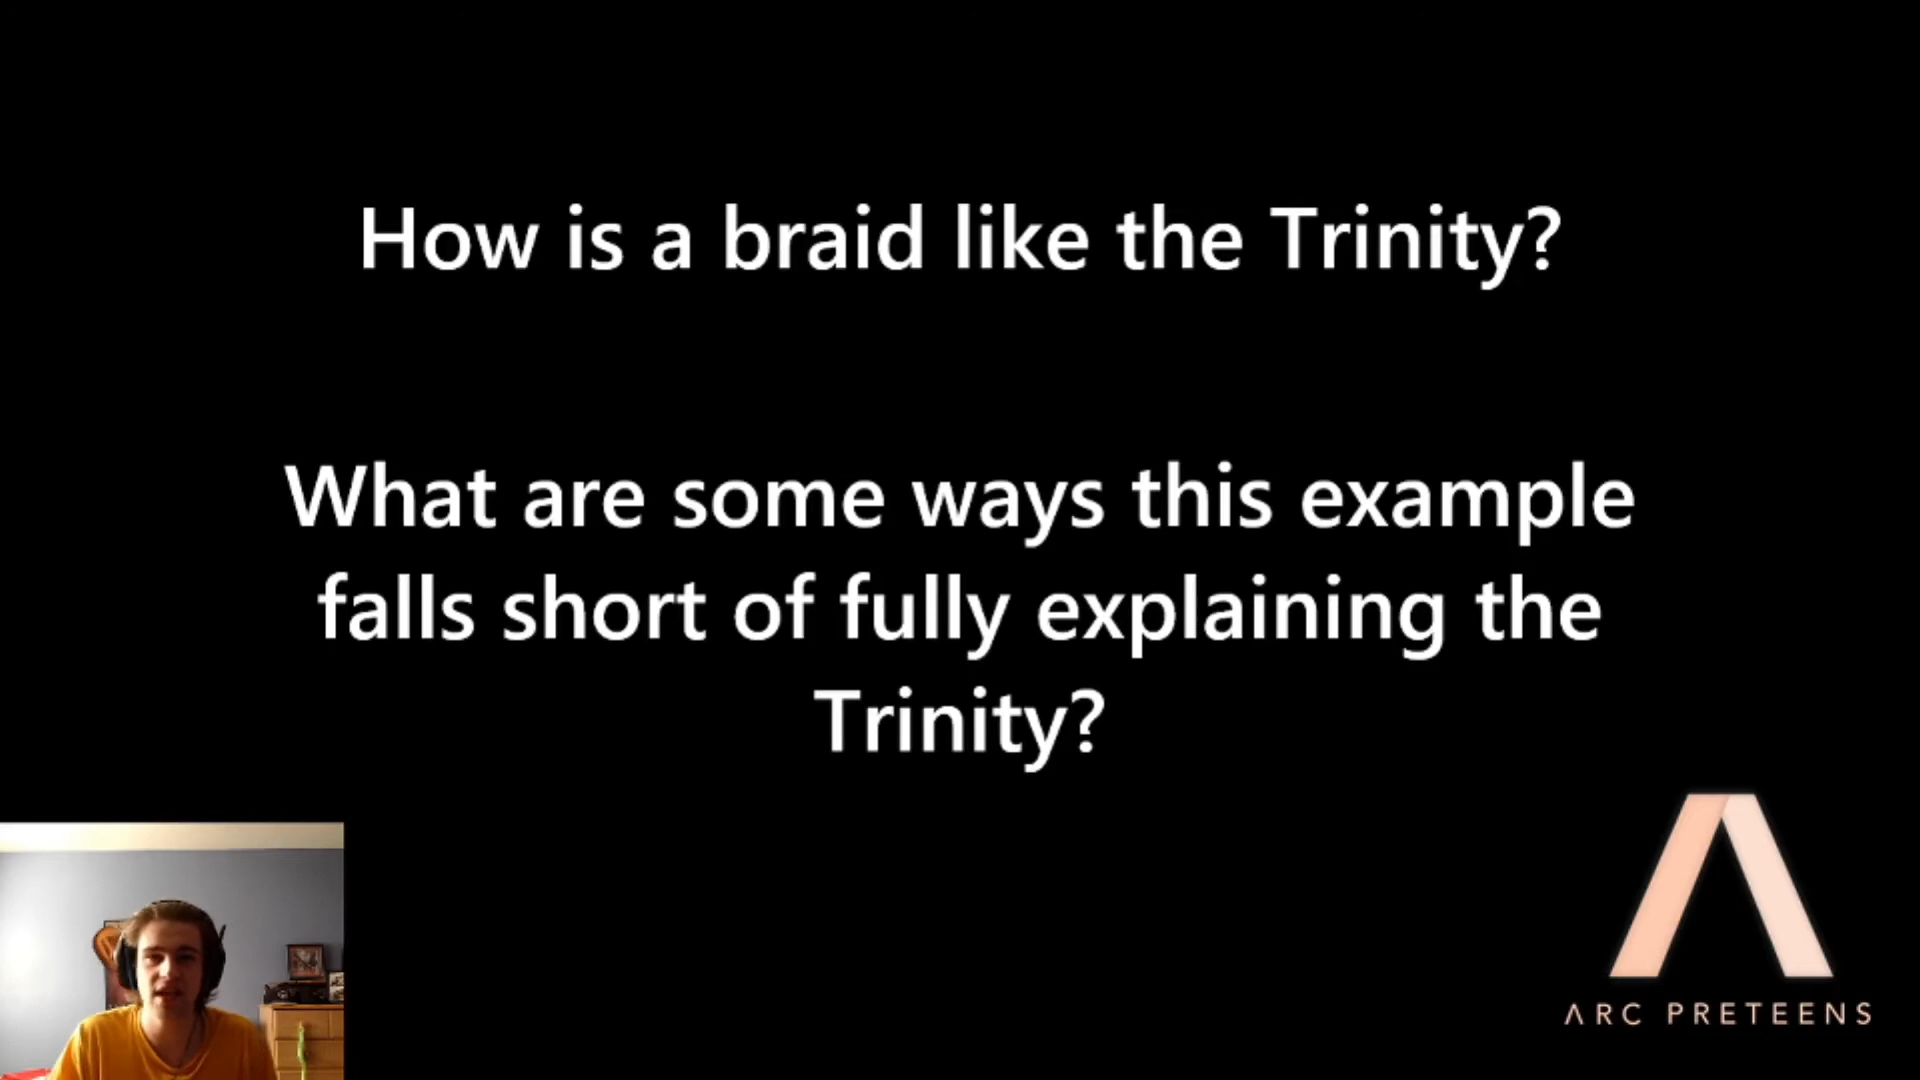 How is a braid like the Trinity?
What are some ways this example
falls short of fully explaining the
Trinity?
ARC PRETEENS